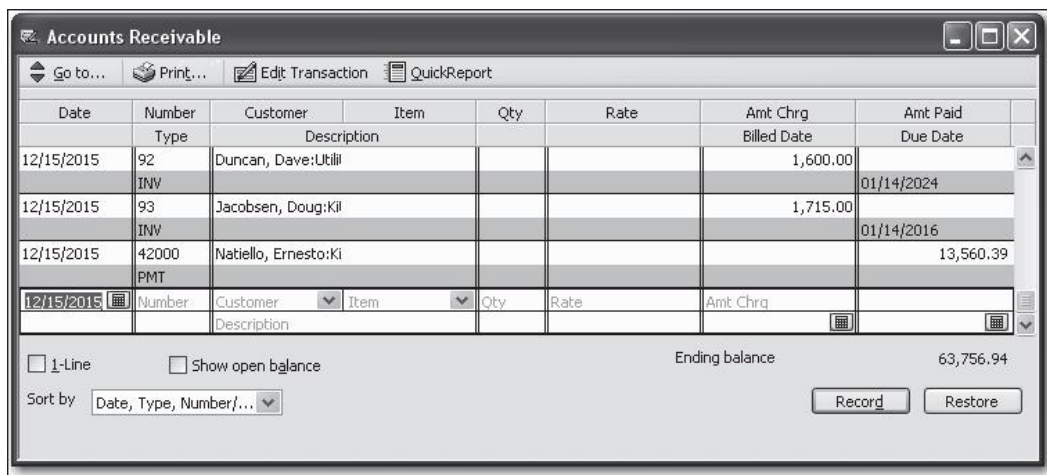 Accounts Receivable
Go to... Print... Edit Transaction QuickReport
Date Number Customer Item Qty Rate Amt Chrg Amt Paid
Type Description Billed Date Due Date
12/15/2015 92 Duncan, Dave:Utili 1,600.00
INV 01/14/2024
12/15/2015 93 Jacobsen, Doug:Ki 1,715.00
INV 01/14/2016
12/15/2015 42000 Natiello, Ernesto:Ki 13,560.39
PMT
12/15/2015 Number Customer Item Qty Rate Amt Chrg
Description
1-Line Show open balance Ending balance 63,756.94
Sort by Date, Type, Number/... Record Restore